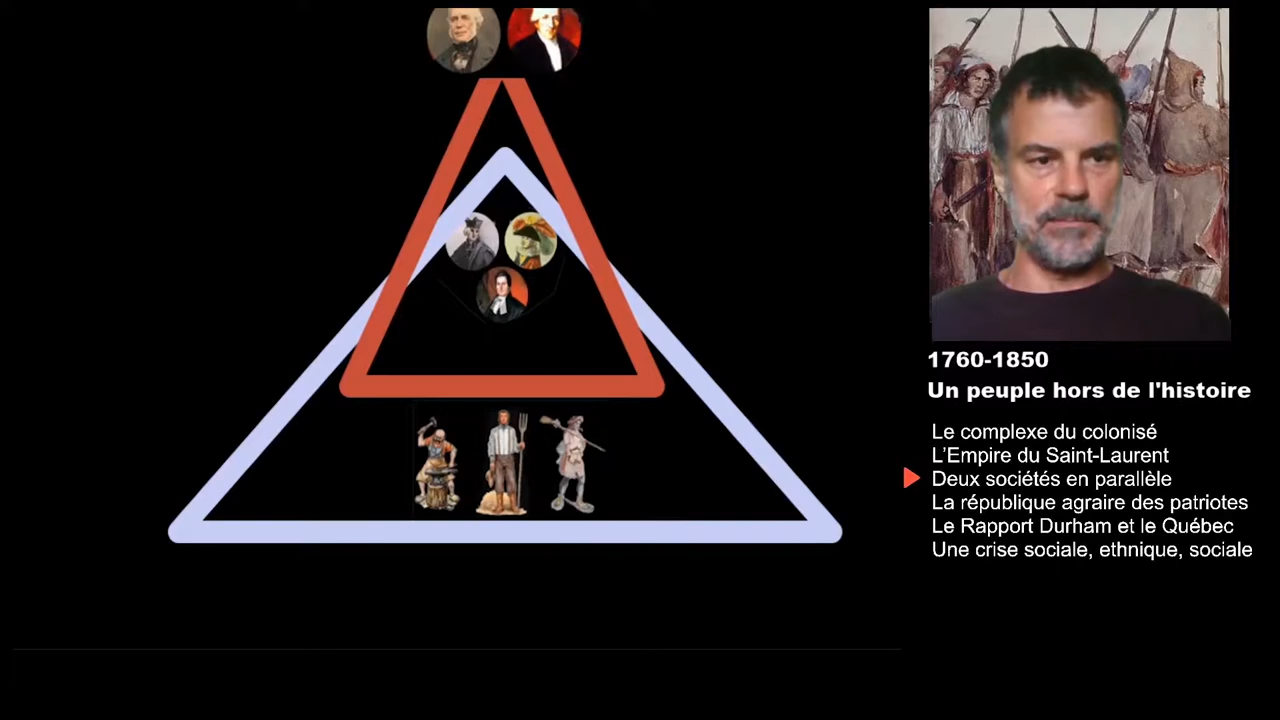 1760-1850
Un peuple hors de l'histoire
Le complexe du colonisé
L'Empire du Saint-Laurent
Deux sociétés en parallèle
La république agraire des patriotes
Le Rapport Durham et le Québec
Une crise sociale, ethnique, sociale